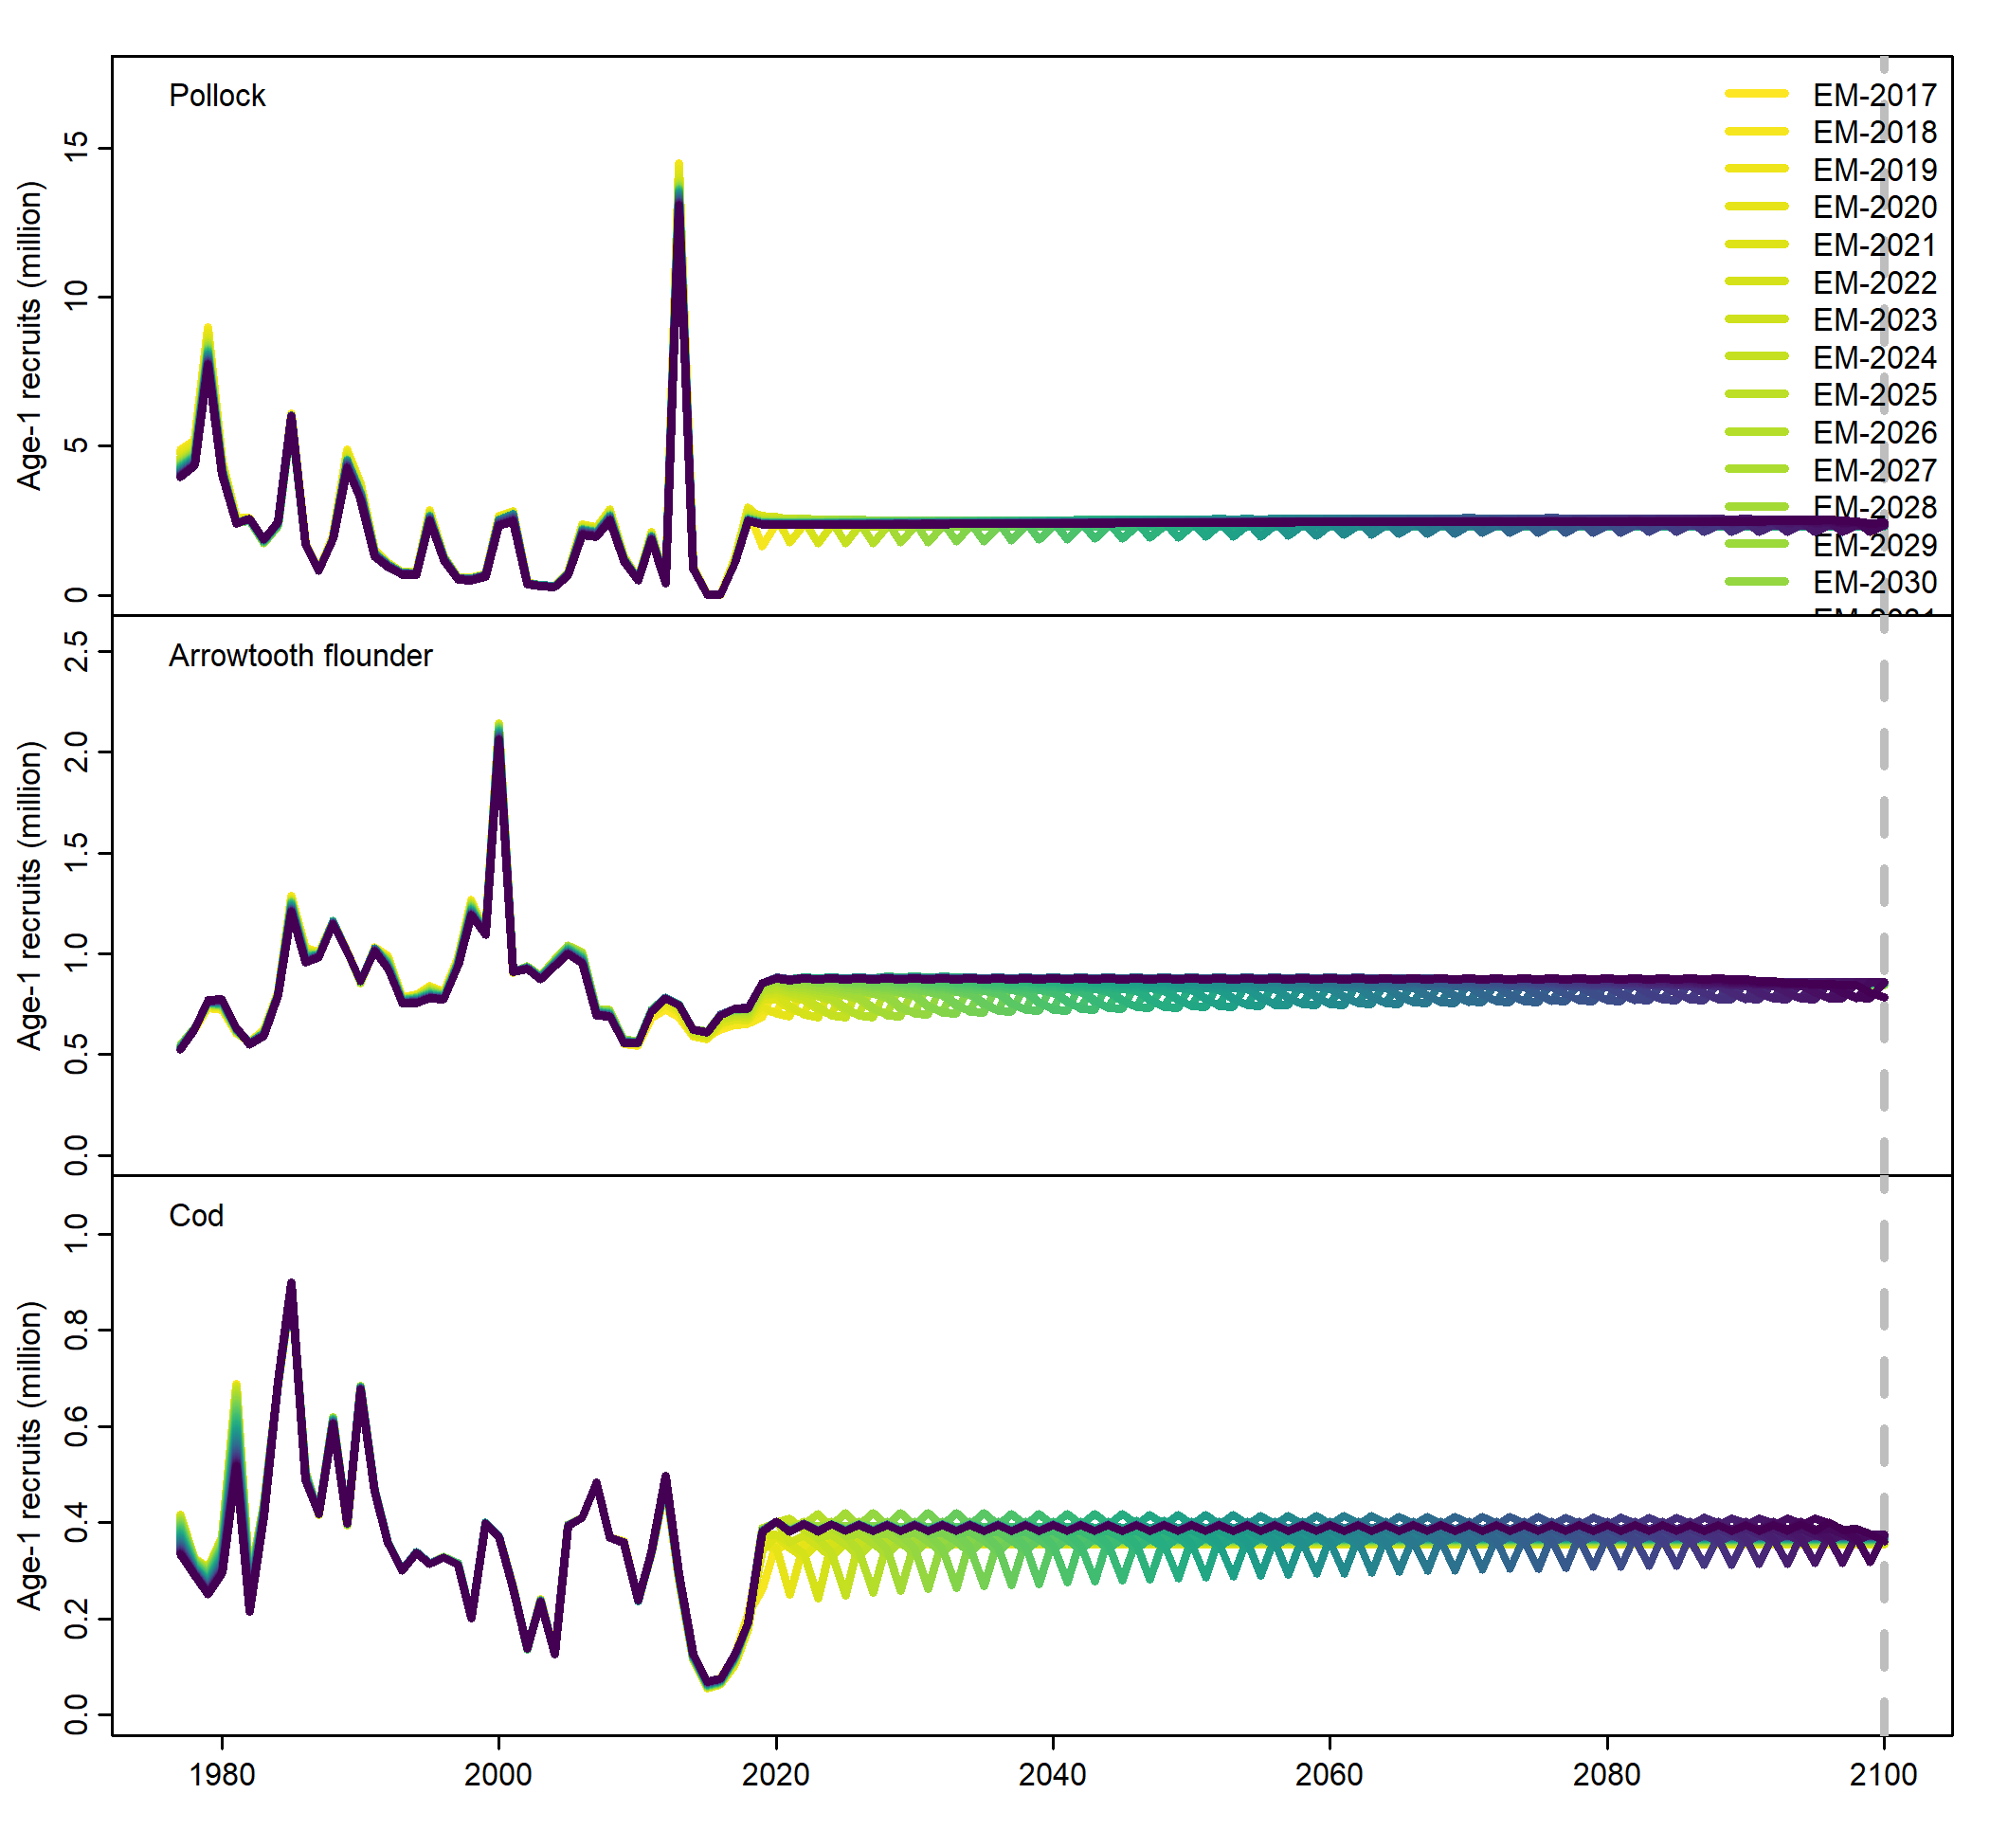 Pollock
EM-2017
EM-2018
EM-2019
EM-2020
EM-2021
EM-2022
EM-2023
EM-2024
EM-2025
EM-2026
EM-2027
EM-2028
EM-2029
EM-2030
Age-1 recruits (million)
15
10
5
0
Arrowtooth flounder
Age-1 recruits (million)
2.5
2.0
1.5
1.0
0.5
0.0
Cod
Age-1 recruits (million)
1.0
0.8
0.6
0.4
0.2
0.0
1980 2000 2020 2040 2060 2080 2100